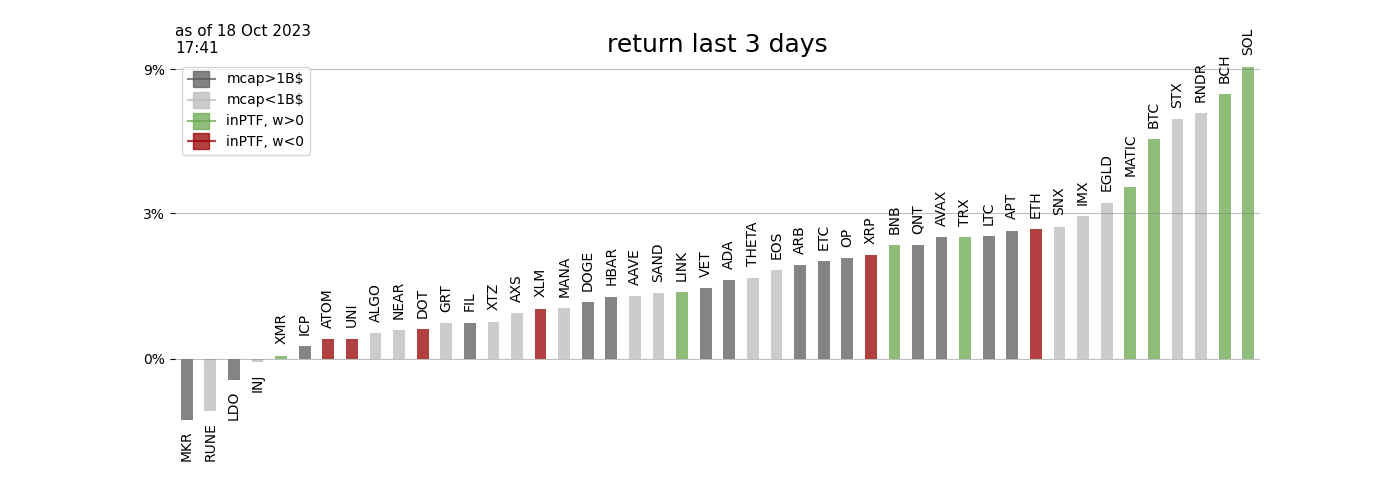 as of 18 Oct 2023
17:41
return last 3 days
9%
3%
0%
mcap>1B$
mcap<1B$
inPTF, w>0
inPTF, w<0
MKR
RUNE
LDO
INJ
XMR
ICP
ATOM
UNI
ALGO
NEAR
DOT
GRT
FIL
XTZ
AXS
XLM
MANA
DOGE
HBAR
AAVE
SAND
LINK
VET
ADA
THETA
EOS
ARB
ETC
OP
XRP
BNB
QNT
AVAX
TRX
LTC
APT
ETH
SNX
IMX
EGLD
MATIC
BTC
STX
RNDR
BCH
SOL